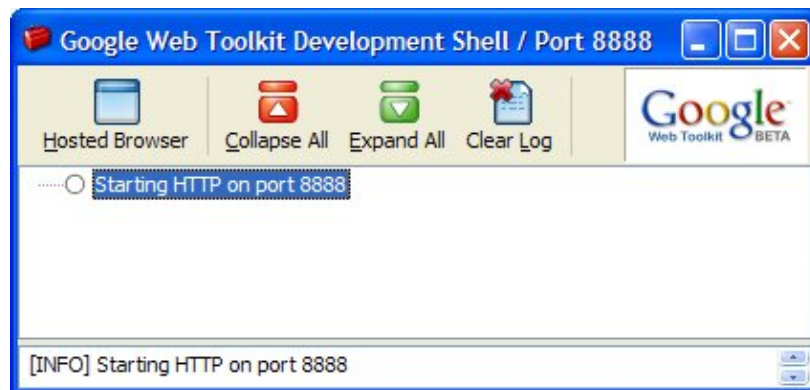 Google Web Toolkit Development Shell / Port 8888
Hosted Browser Collapse All Expand All Clear Log
Google
Web Toolkit BETA
Starting HTTP on port 8888
[INFO] Starting HTTP on port 8888